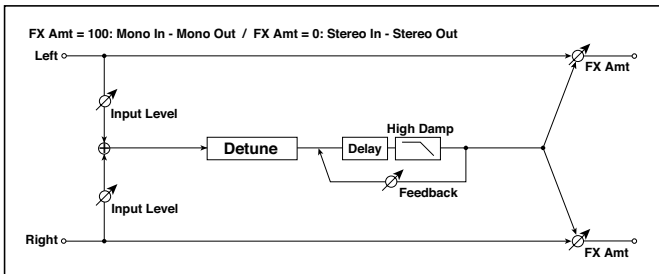 FX Amt = 100: Mono In - Mono Out / FX Amt = 0: Stereo In - Stereo Out
Left
FX Amt
Input Level
High Damp
Detune
Delay
Feedback
Input Level
Right
FX Amt